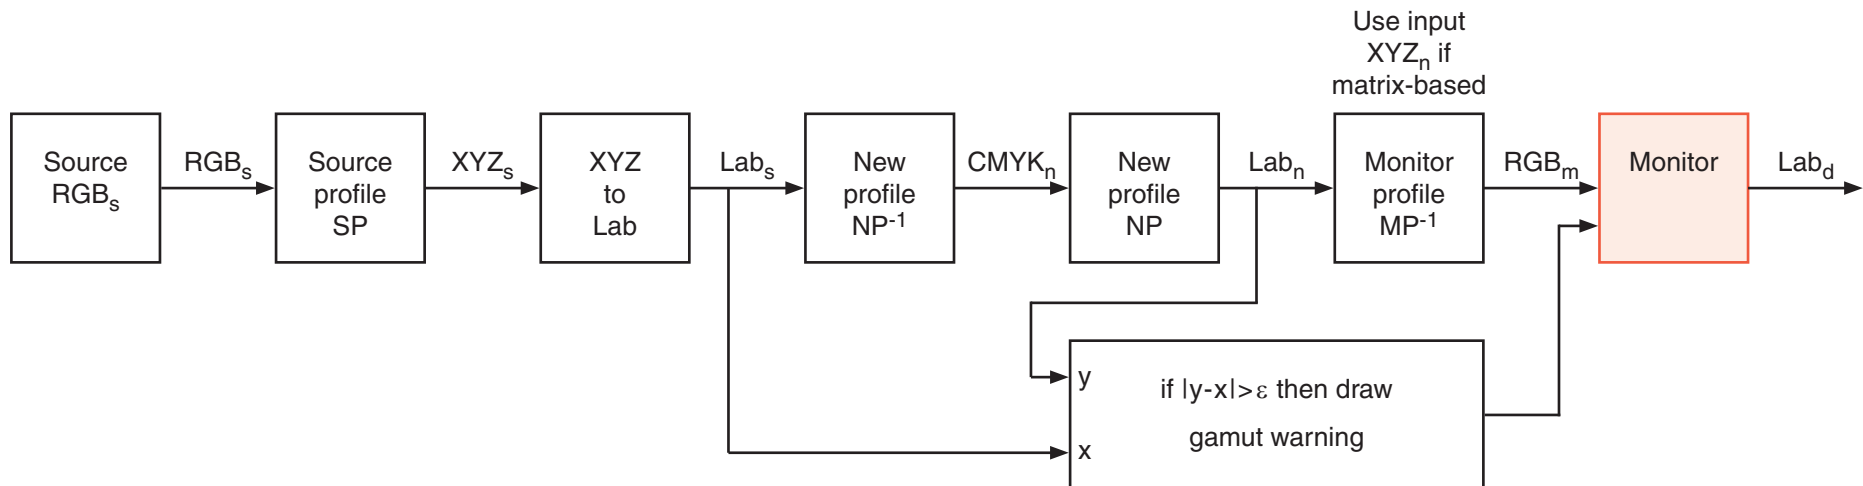 Use input
XYZn if
matrix-based
Source
RGBs
RGBs
Source
profile
SP
XYZs
XYZ
to
Lab
Labs
New
profile
NP-1
CMYKn
New
profile
NP
Labn
Monitor
profile
MP-1
RGBm
Monitor
Labd
y
if |y-x|>ε then draw
gamut warning
x